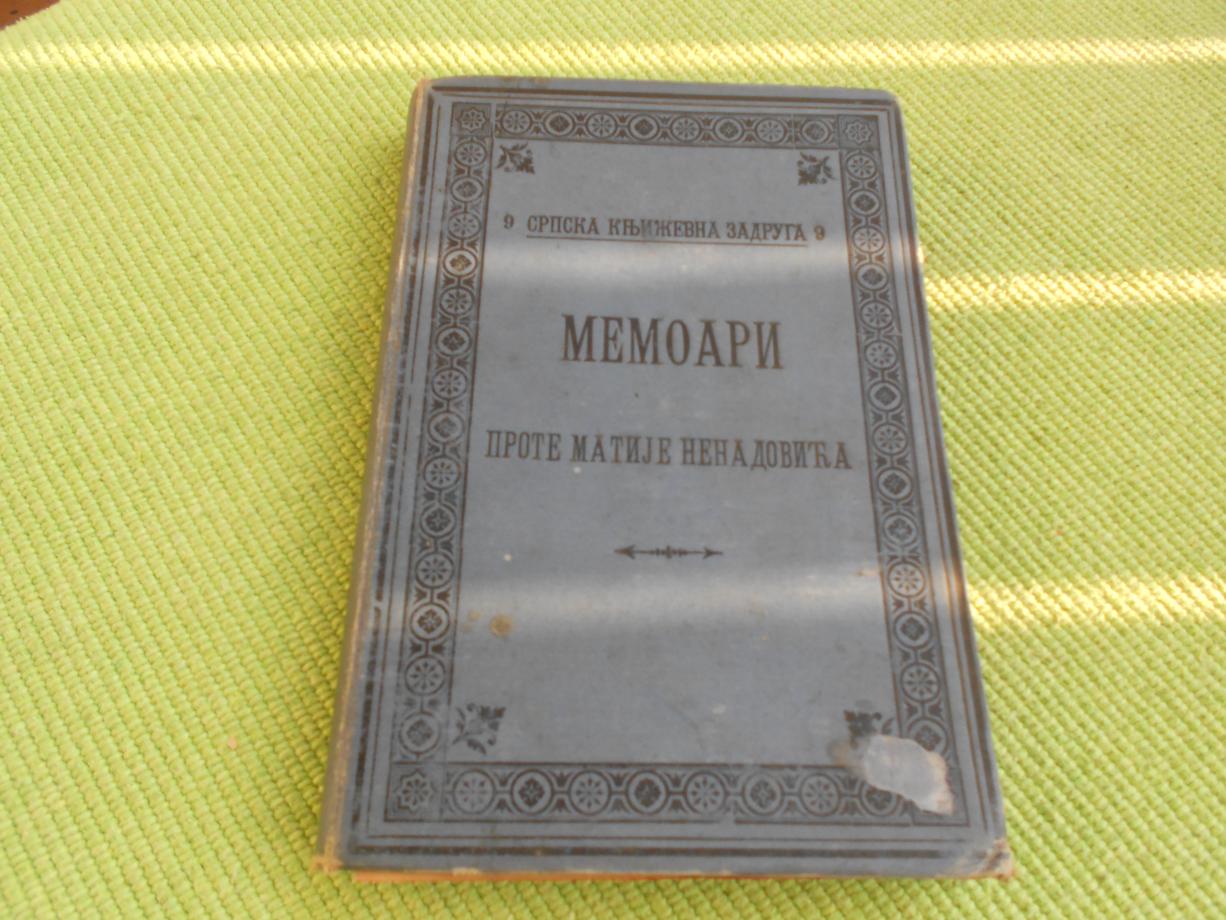 9 СРПСКА КЊИЖЕВНА ЗАДРУГА 9
МЕМОАРИ
ПРОТЕ МАТИЈЕ НЕНАДОВИЋА